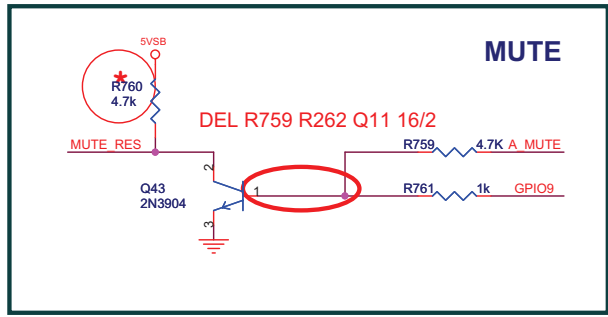 MUTE
5VSB
*
R760
4.7k
DEL R759 R262 Q11 16/2
MUTE_RES
R759 4.7K A_MUTE
2
Q43
2N3904
1
R761 1k GPIO9
3